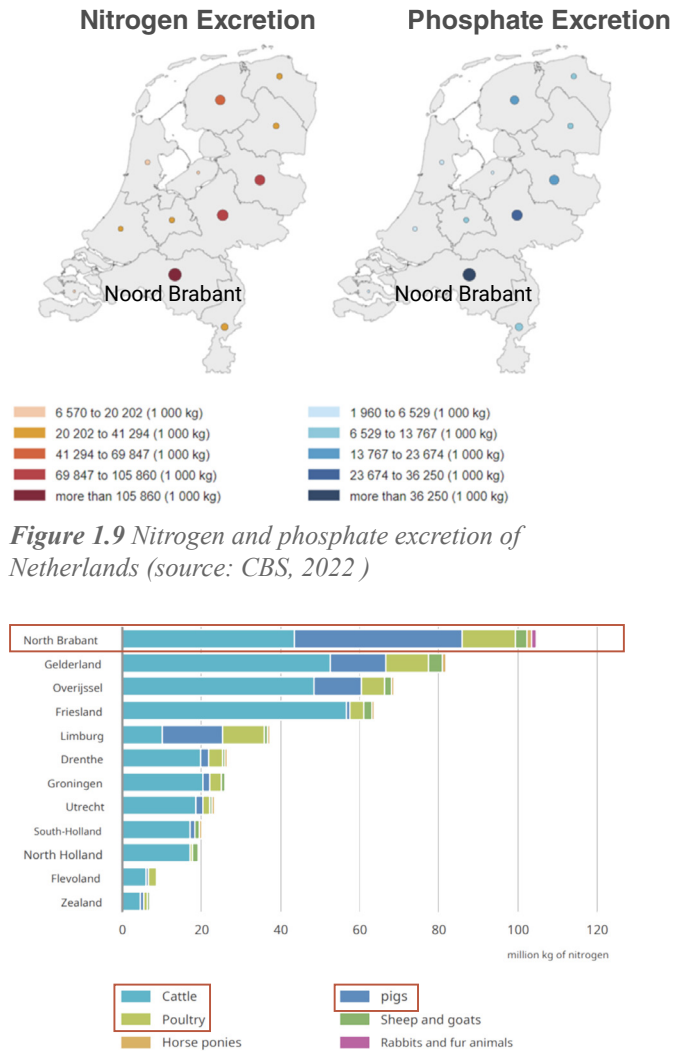 Nitrogen Excretion
Phosphate Excretion
Noord Brabant
Noord Brabant
6 570 to 20 202 (1 000 kg)
20 202 to 41 294 (1 000 kg)
41 294 to 69 847 (1 000 kg)
69 847 to 105 860 (1 000 kg)
more than 105 860 (1 000 kg)
1 960 to 6 529 (1 000 kg)
6 529 to 13 767 (1 000 kg)
13 767 to 23 674 (1 000 kg)
23 674 to 36 250 (1 000 kg)
more than 36 250 (1 000 kg)
Figure 1.9 Nitrogen and phosphate excretion of
Netherlands (source: CBS, 2022 )
North Brabant
Gelderland
Overijssel
Friesland
Limburg
Drenthe
Groningen
Utrecht
South-Holland
North Holland
Flevoland
Zealand
0 20 40 60 80 100 120
million kg of nitrogen
Cattle
Poultry
Horse ponies
pigs
Sheep and goats
Rabbits and fur animals